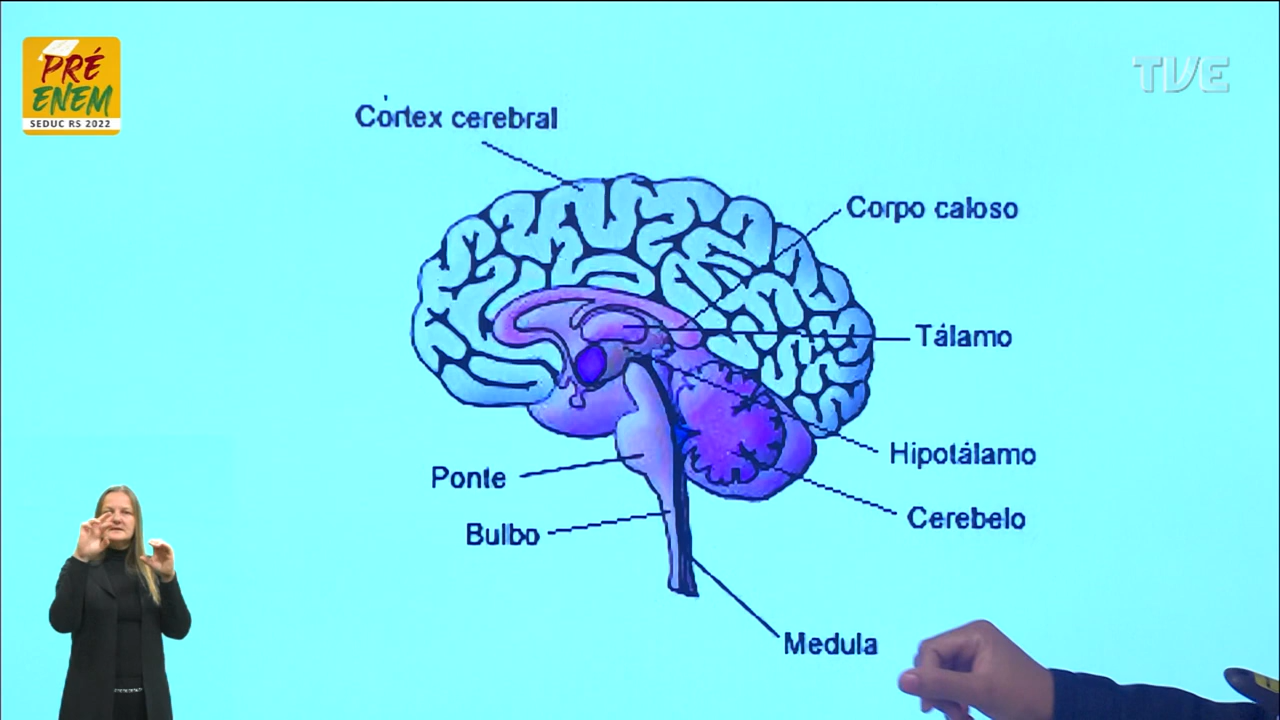 PRÉ
ENEM
SEDUC RS 2022
TVE
Córtex cerebral
Corpo caloso
Tálamo
Hipotálamo
Ponte
Cerebelo
Bulbo
Medula